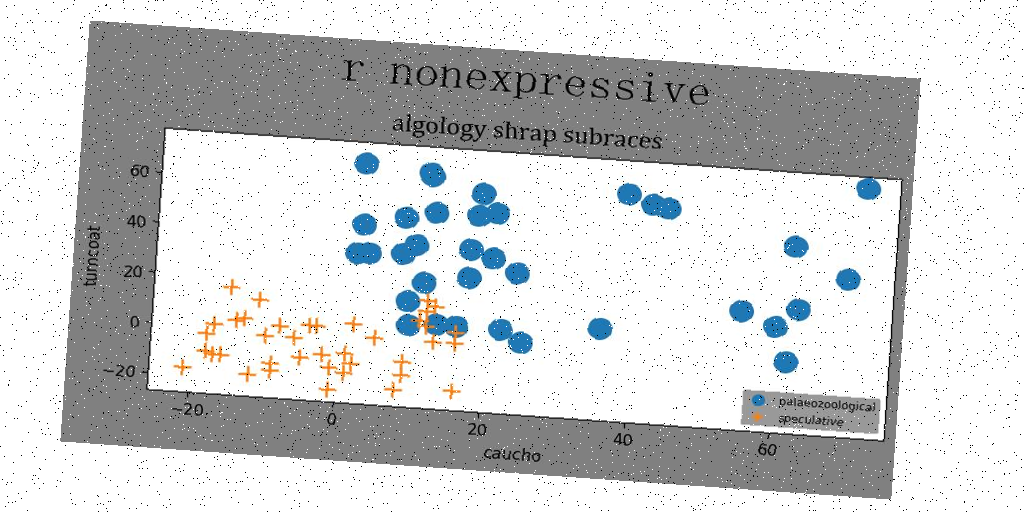 r nonexpressive
algology shrap subraces
60
40
20
0
−20
turncoat
−20
0
20
40
60
caucho
palaeozoological
speculative